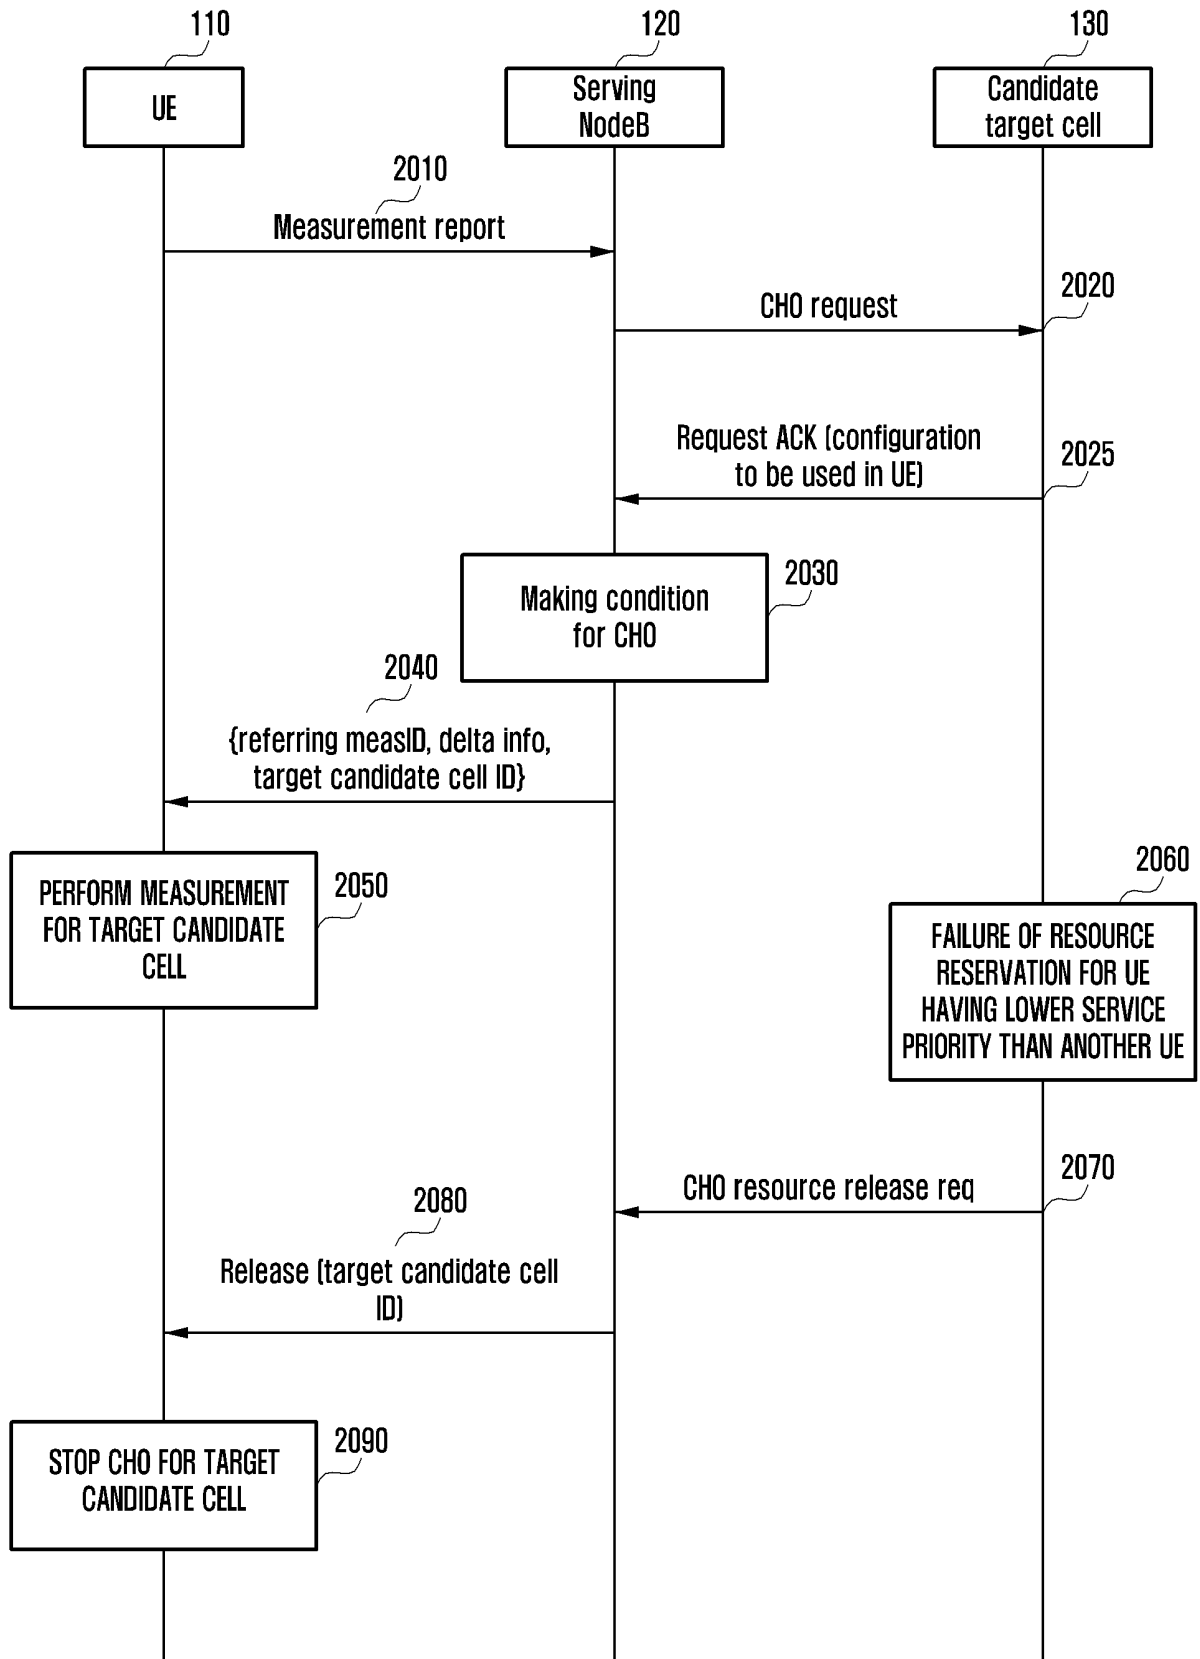 110
120
130
UE
Serving
NodeB
Candidate
target cell
2010
Measurement report
2020
CHO request
Request ACK (configuration
to be used in UE)
2025
Making condition
for CHO
2030
2040
{referring measID, delta info,
target candidate cell ID}
PERFORM MEASUREMENT
FOR TARGET CANDIDATE
CELL
2050
2060
FAILURE OF RESOURCE
RESERVATION FOR UE
HAVING LOWER SERVICE
PRIORITY THAN ANOTHER UE
2070
CHO resource release req
2080
Release (target candidate cell
ID)
STOP CHO FOR TARGET
CANDIDATE CELL
2090